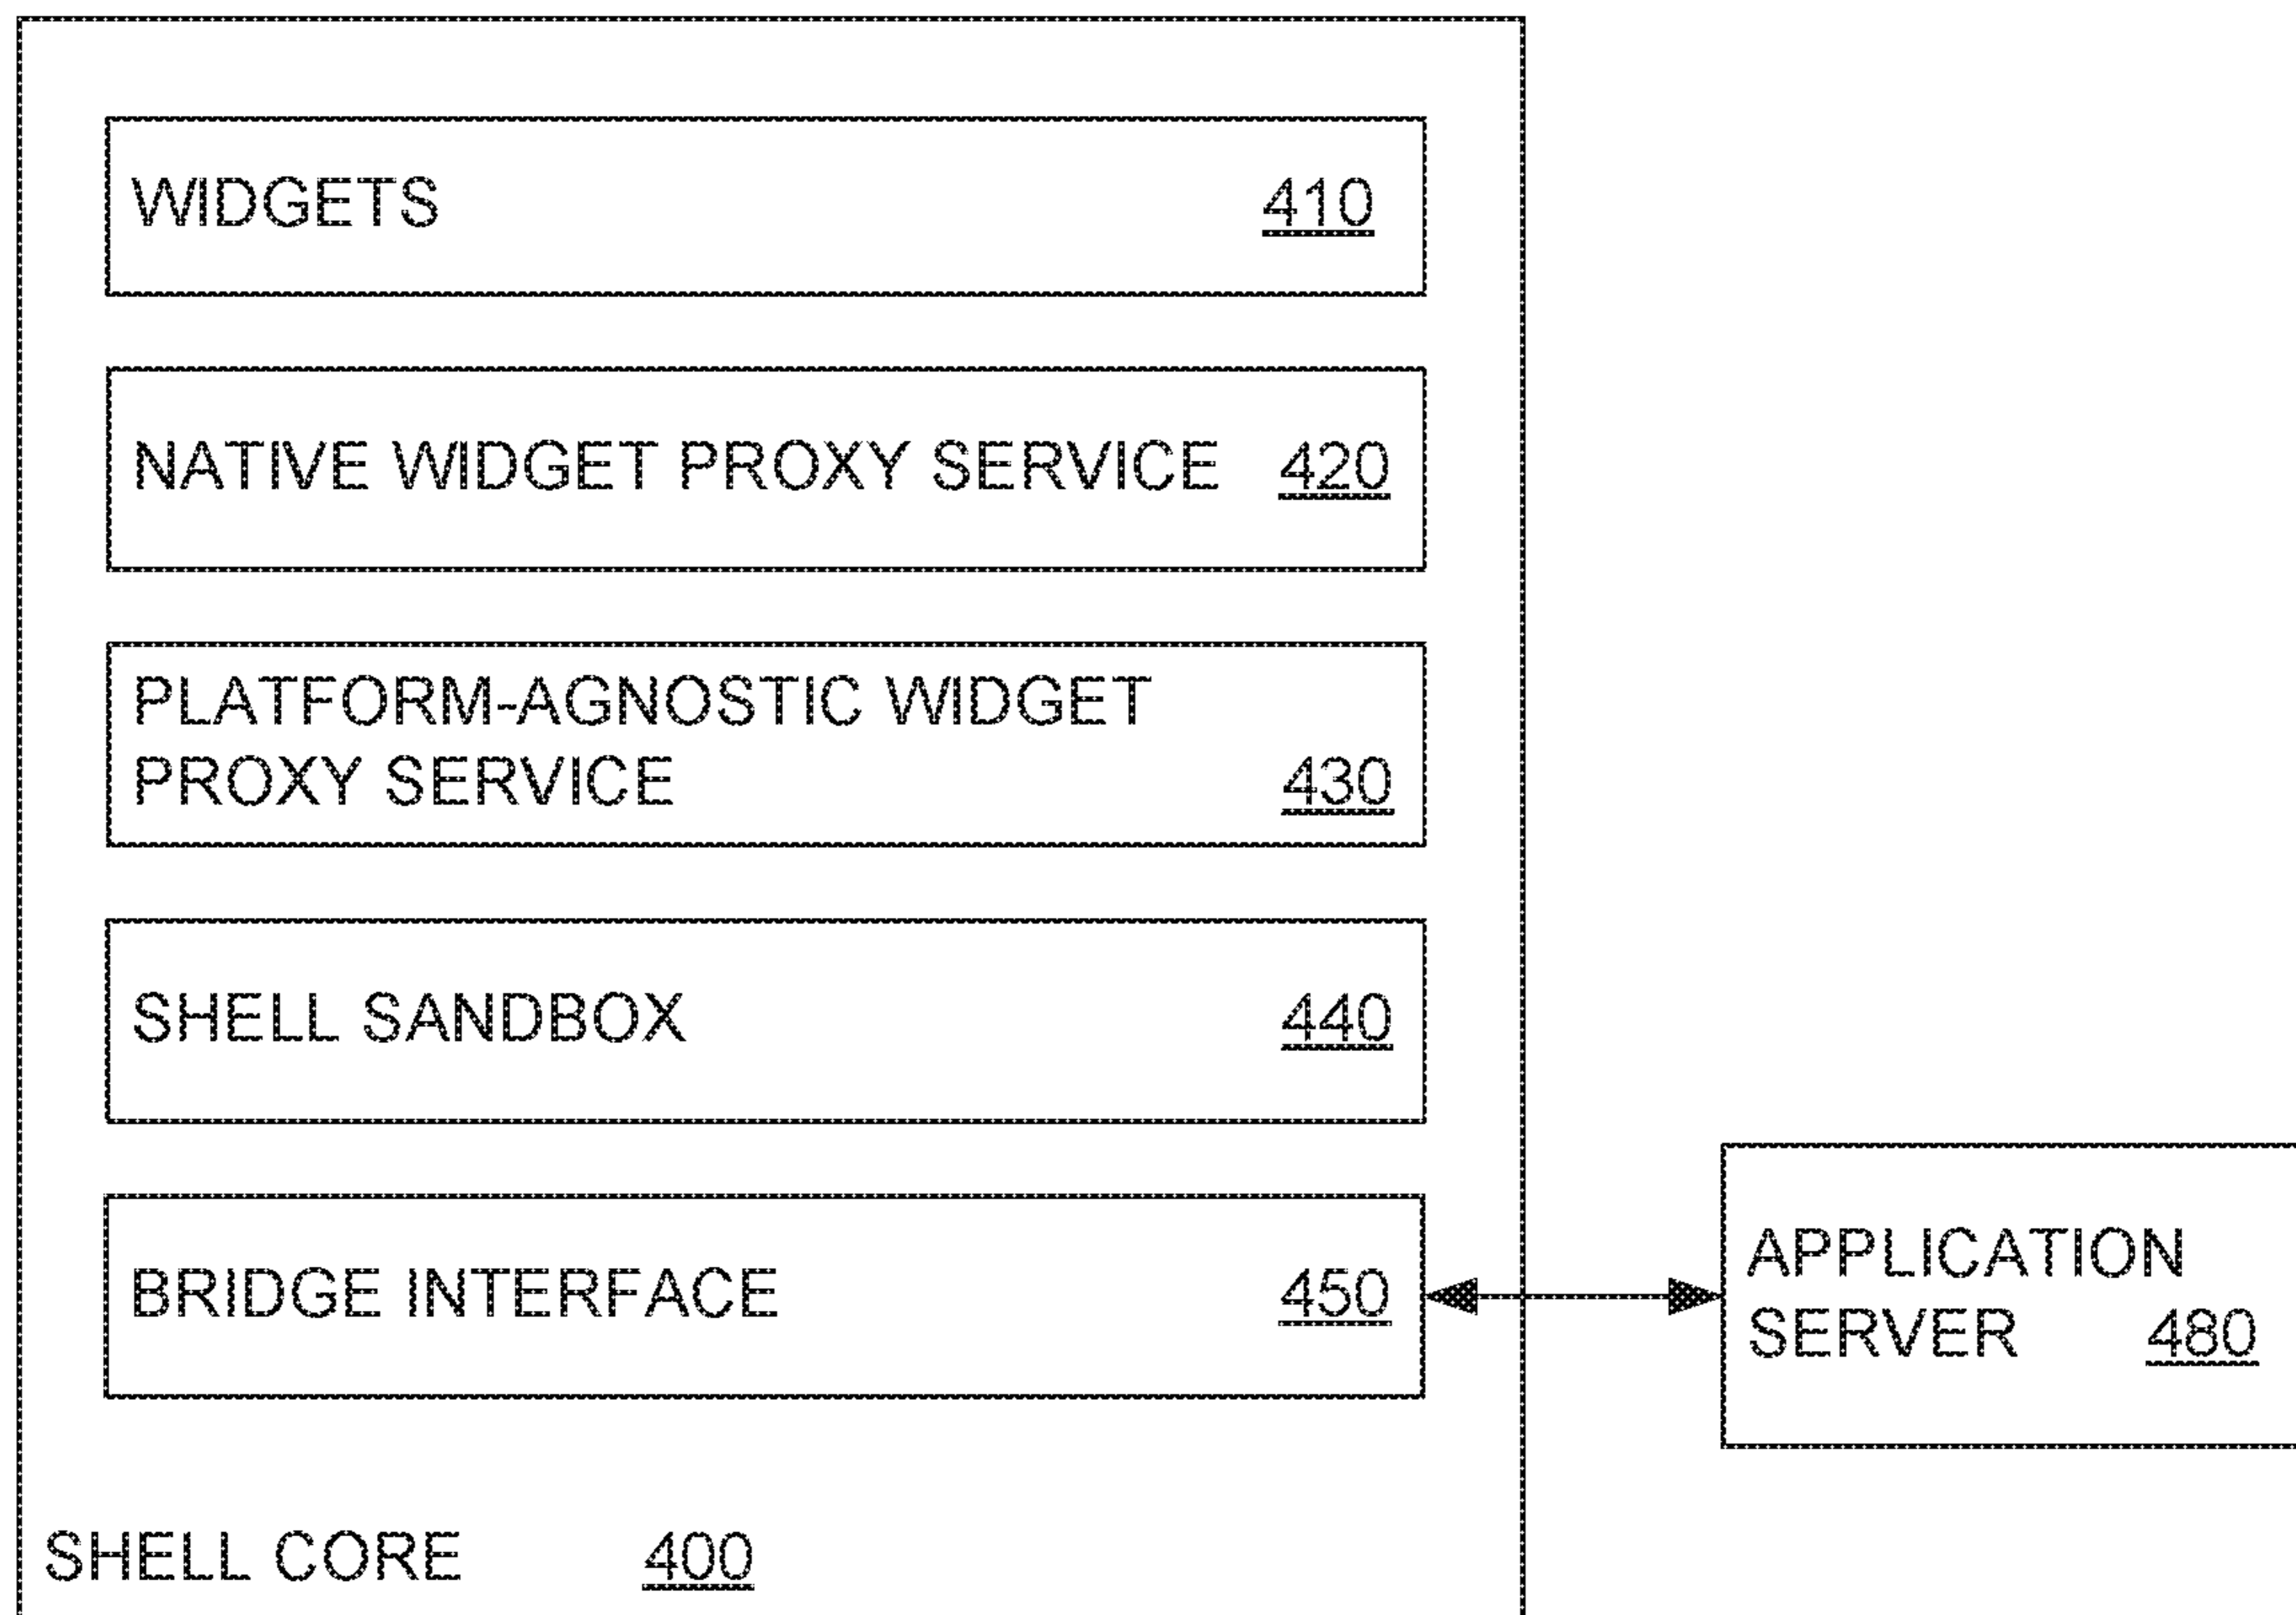 WIDGETS 410
NATIVE WIDGET PROXY SERVICE 420
PLATFORM-AGNOSTIC WIDGET
PROXY SERVICE 430
SHELL SANDBOX 440
BRIDGE INTERFACE 450
APPLICATION
SERVER 480
SHELL CORE 400